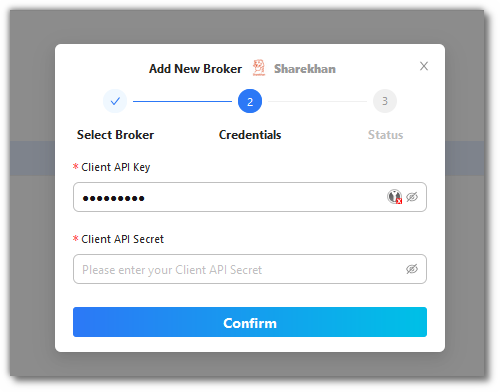 Add New Broker Sharekhan
2 3
Select Broker Credentials Status
* Client API Key
•••••••••
* Client API Secret
Please enter your Client API Secret
Confirm